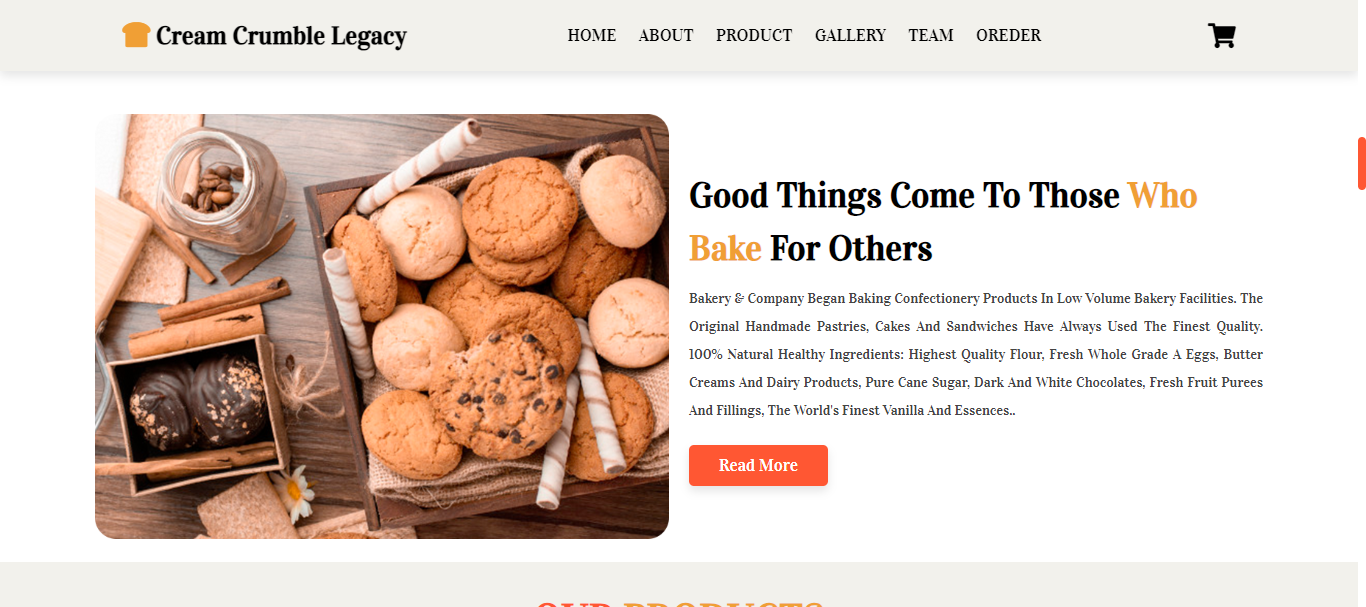 Cream Crumble Legacy
HOME ABOUT PRODUCT GALLERY TEAM OREDER
Good Things Come To Those Who
Bake For Others
Bakery & Company Began Baking Confectionery Products In Low Volume Bakery Facilities. The
Original Handmade Pastries, Cakes And Sandwiches Have Always Used The Finest Quality.
100% Natural Healthy Ingredients: Highest Quality Flour, Fresh Whole Grade A Eggs, Butter
Creams And Dairy Products, Pure Cane Sugar, Dark And White Chocolates, Fresh Fruit Purees
And Fillings, The World's Finest Vanilla And Essences..
Read More
OUR PRODUCTS